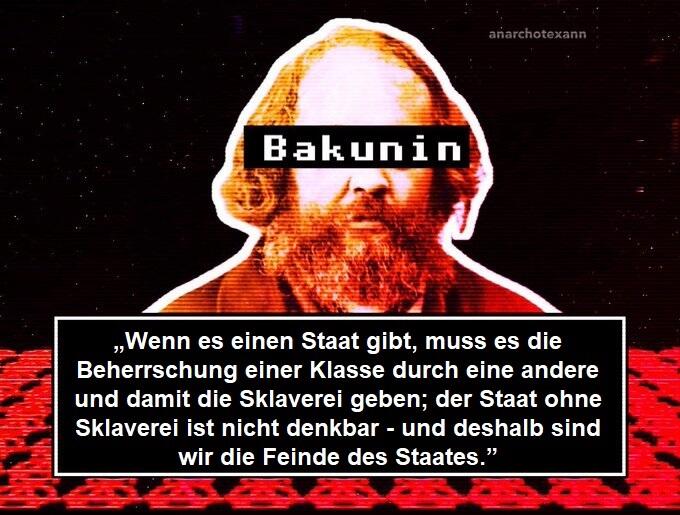 anarchotexann
Bakunin
„Wenn es einen Staat gibt, muss es die
Beherrschung einer Klasse durch eine andere
und damit die Sklaverei geben; der Staat ohne
Sklaverei ist nicht denkbar - und deshalb sind
wir die Feinde des Staates.”